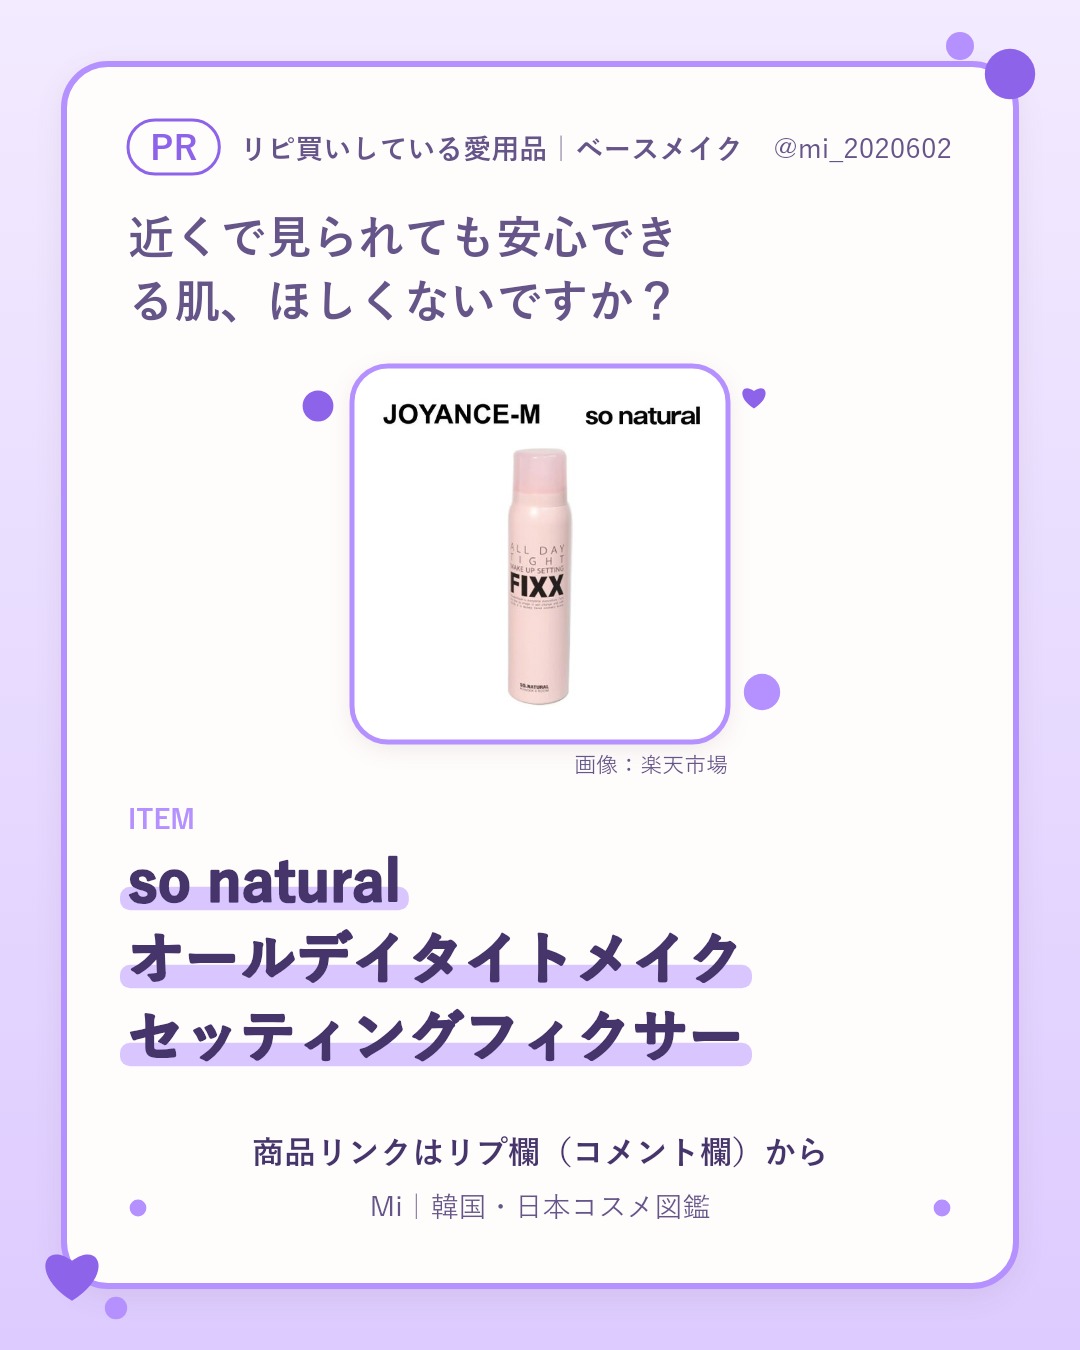 PR リピ買いしている愛用品｜ベースメイク @mi_2020602
近くで見られても安心でき
る肌、ほしくないですか？
JOYANCE-M so natural
ALL DAY
TIGHT
MAKE UP SETTING
FIXX
SO NATURAL
画像：楽天市場
ITEM
so natural
オールデイタイトメイク
セッティングフィクサー
商品リンクはリプ欄（コメント欄）から
Mi｜韓国・日本コスメ図鑑